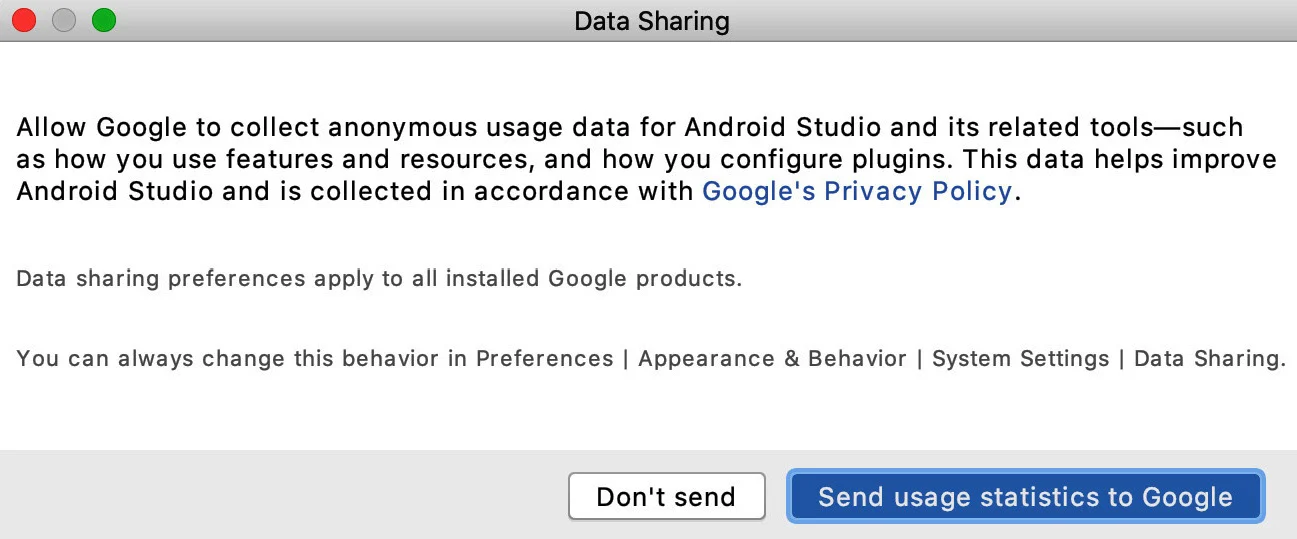 Data Sharing
Allow Google to collect anonymous usage data for Android Studio and its related tools—such
as how you use features and resources, and how you configure plugins. This data helps improve
Android Studio and is collected in accordance with Google's Privacy Policy.
Data sharing preferences apply to all installed Google products.
You can always change this behavior in Preferences | Appearance & Behavior | System Settings | Data Sharing.
Don't send
Send usage statistics to Google